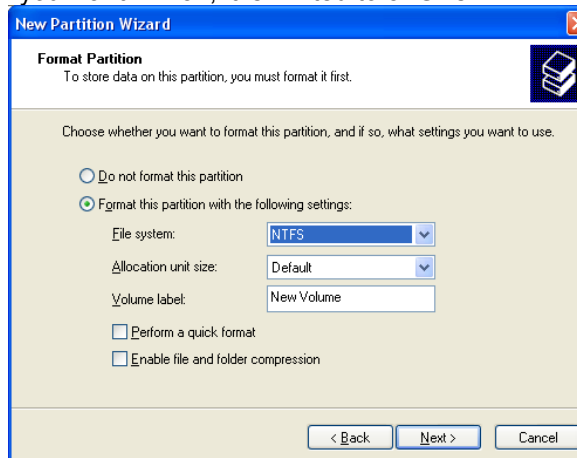 New Partition Wizard
Format Partition
To store data on this partition, you must format it first.
Choose whether you want to format this partition, and if so, what settings you want to use.
Do not format this partition
Format this partition with the following settings:
File system: NTFS
Allocation unit size: Default
Volume label: New Volume
Perform a quick format
Enable file and folder compression
< Back Next > Cancel